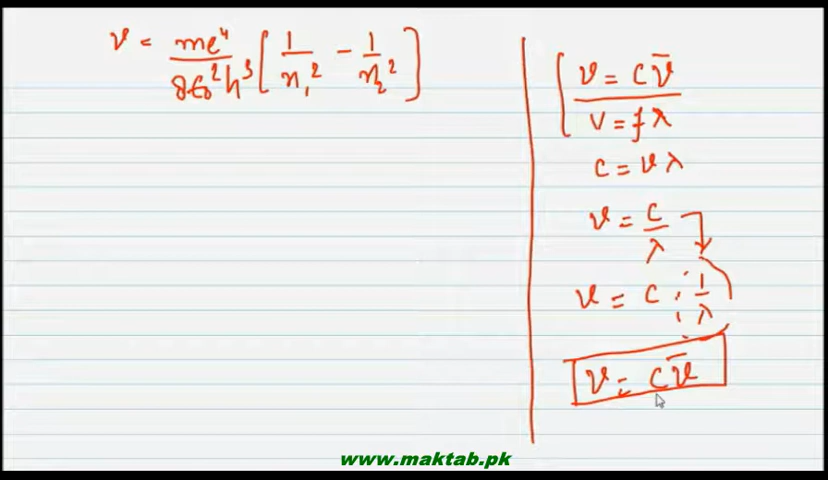 ν = me⁴/8ε₀²h³ [1/n₁² - 1/n₂²]
ν = cν̄
v = fλ
c = νλ
ν = c/λ
ν = c . 1/λ
ν = cν̄
www.maktab.pk